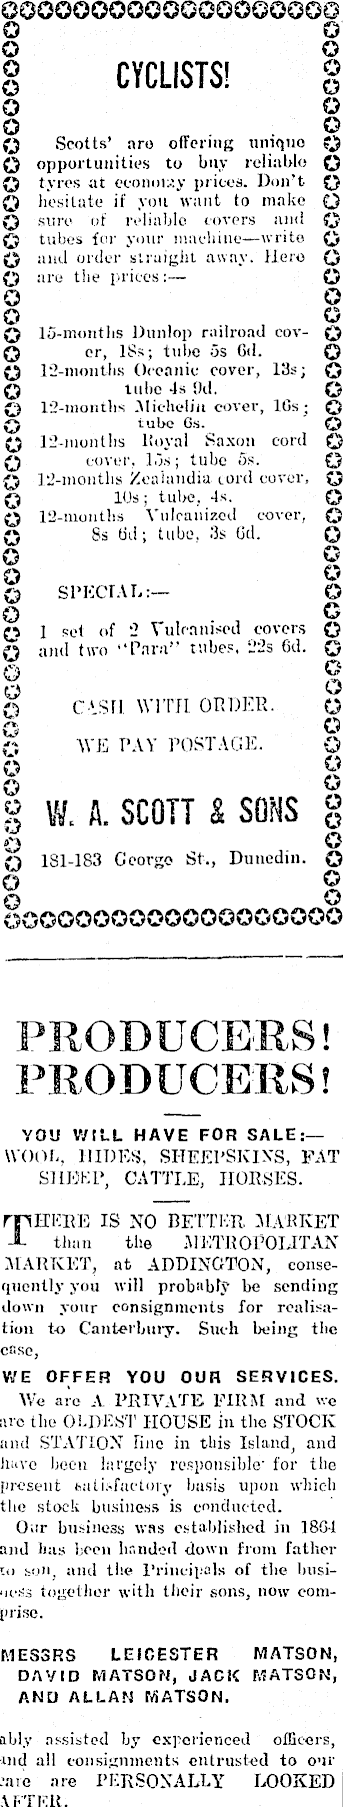 CYCLISTS!
Scotts' are offering unique
opportunities to buy reliable
tyres at economy prices. Don't
hesitate if you want to make
sure of reliable covers and
tubes for your machine—write
and order straight away. Here
are the prices:—
15-months Dunlop railroad cov-
er, 18s; tube 5s 6d.
12-months Oceanic cover, 13s;
tube 4s 9d.
12-months Michelin cover, 16s;
tube 6s.
12-months Royal Saxon cord
cover, 15s; tube 5s.
12-months Zealandia cord cover,
10s; tube, 4s.
12-months Vulcanized cover,
8s 6d; tube, 3s 6d.
SPECIAL:—
1 set of 2 Vulcanised covers
and two "Para" tubes, 22s 6d.
CASH WITH ORDER.
WE PAY POSTAGE.
W. A. SCOTT & SONS
181-183 George St., Dunedin.
PRODUCERS!
PRODUCERS!
YOU WILL HAVE FOR SALE:—
WOOL, HIDES, SHEEPSKINS, FAT
SHEEP, CATTLE, HORSES.
THERE IS NO BETTER MARKET
than the METROPOLITAN
MARKET, at ADDINGTON, conse-
quently you will probably be sending
down your consignments for realisa-
tion to Canterbury. Such being the
case,
WE OFFER YOU OUR SERVICES.
We are A PRIVATE FIRM and we
are the OLDEST HOUSE in the STOCK
and STATION line in this Island, and
have been largely responsible for the
present satisfactory basis upon which
the stock business is conducted.
Our business was established in 1864
and has been handed down from father
to son, and the Principals of the busi-
ness together with their sons, now com-
prise.
MESSRS LEICESTER MATSON,
DAVID MATSON, JACK MATSON,
AND ALLAN MATSON.
ably assisted by experienced officers,
and all consignments entrusted to our
care are PERSONALLY LOOKED
AFTER.